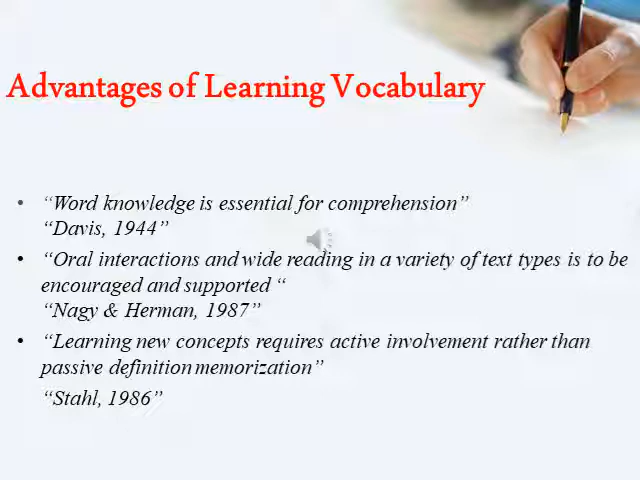 Advantages of Learning Vocabulary
• “Word knowledge is essential for comprehension”
“Davis, 1944”
• “Oral interactions and wide reading in a variety of text types is to be
encouraged and supported “
“Nagy & Herman, 1987”
• “Learning new concepts requires active involvement rather than
passive definition memorization”
“Stahl, 1986”